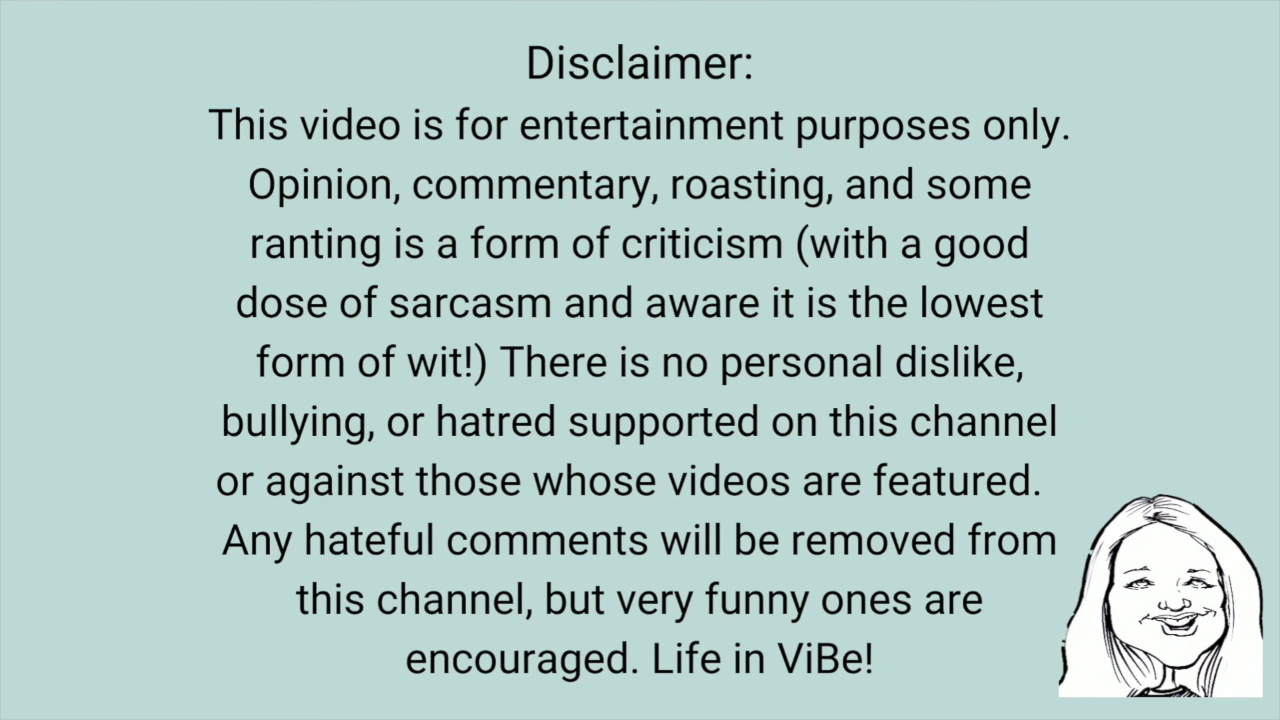 Disclaimer:
This video is for entertainment purposes only.
Opinion, commentary, roasting, and some
ranting is a form of criticism (with a good
dose of sarcasm and aware it is the lowest
form of wit!) There is no personal dislike,
bullying, or hatred supported on this channel
or against those whose videos are featured.
Any hateful comments will be removed from
this channel, but very funny ones are
encouraged. Life in ViBe!